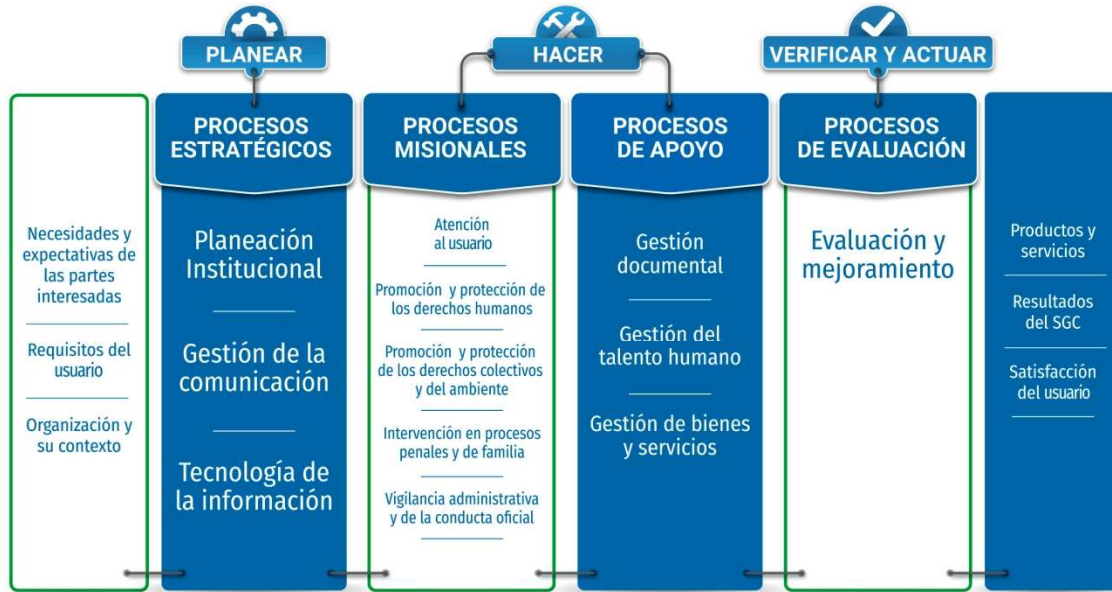 PLANEAR
HACER
VERIFICAR Y ACTUAR
Necesidades y
expectativas de
las partes
interesadas
Requisitos del
usuario
Organización y
su contexto
PROCESOS
ESTRATÉGICOS
Planeación
Institucional
Gestión de la
comunicación
Tecnología de
la información
PROCESOS
MISIONALES
Atención
al usuario
Promoción y protección de
los derechos humanos
Promoción y protección
de los derechos colectivos
y del ambiente
Intervención en procesos
penales y de familia
Vigilancia administrativa
y de la conducta oficial
PROCESOS
DE APOYO
Gestión
documental
Gestión del
talento humano
Gestión de bienes
y servicios
PROCESOS
DE EVALUACIÓN
Evaluación y
mejoramiento
Productos y
servicios
Resultados
del SGC
Satisfacción
del usuario